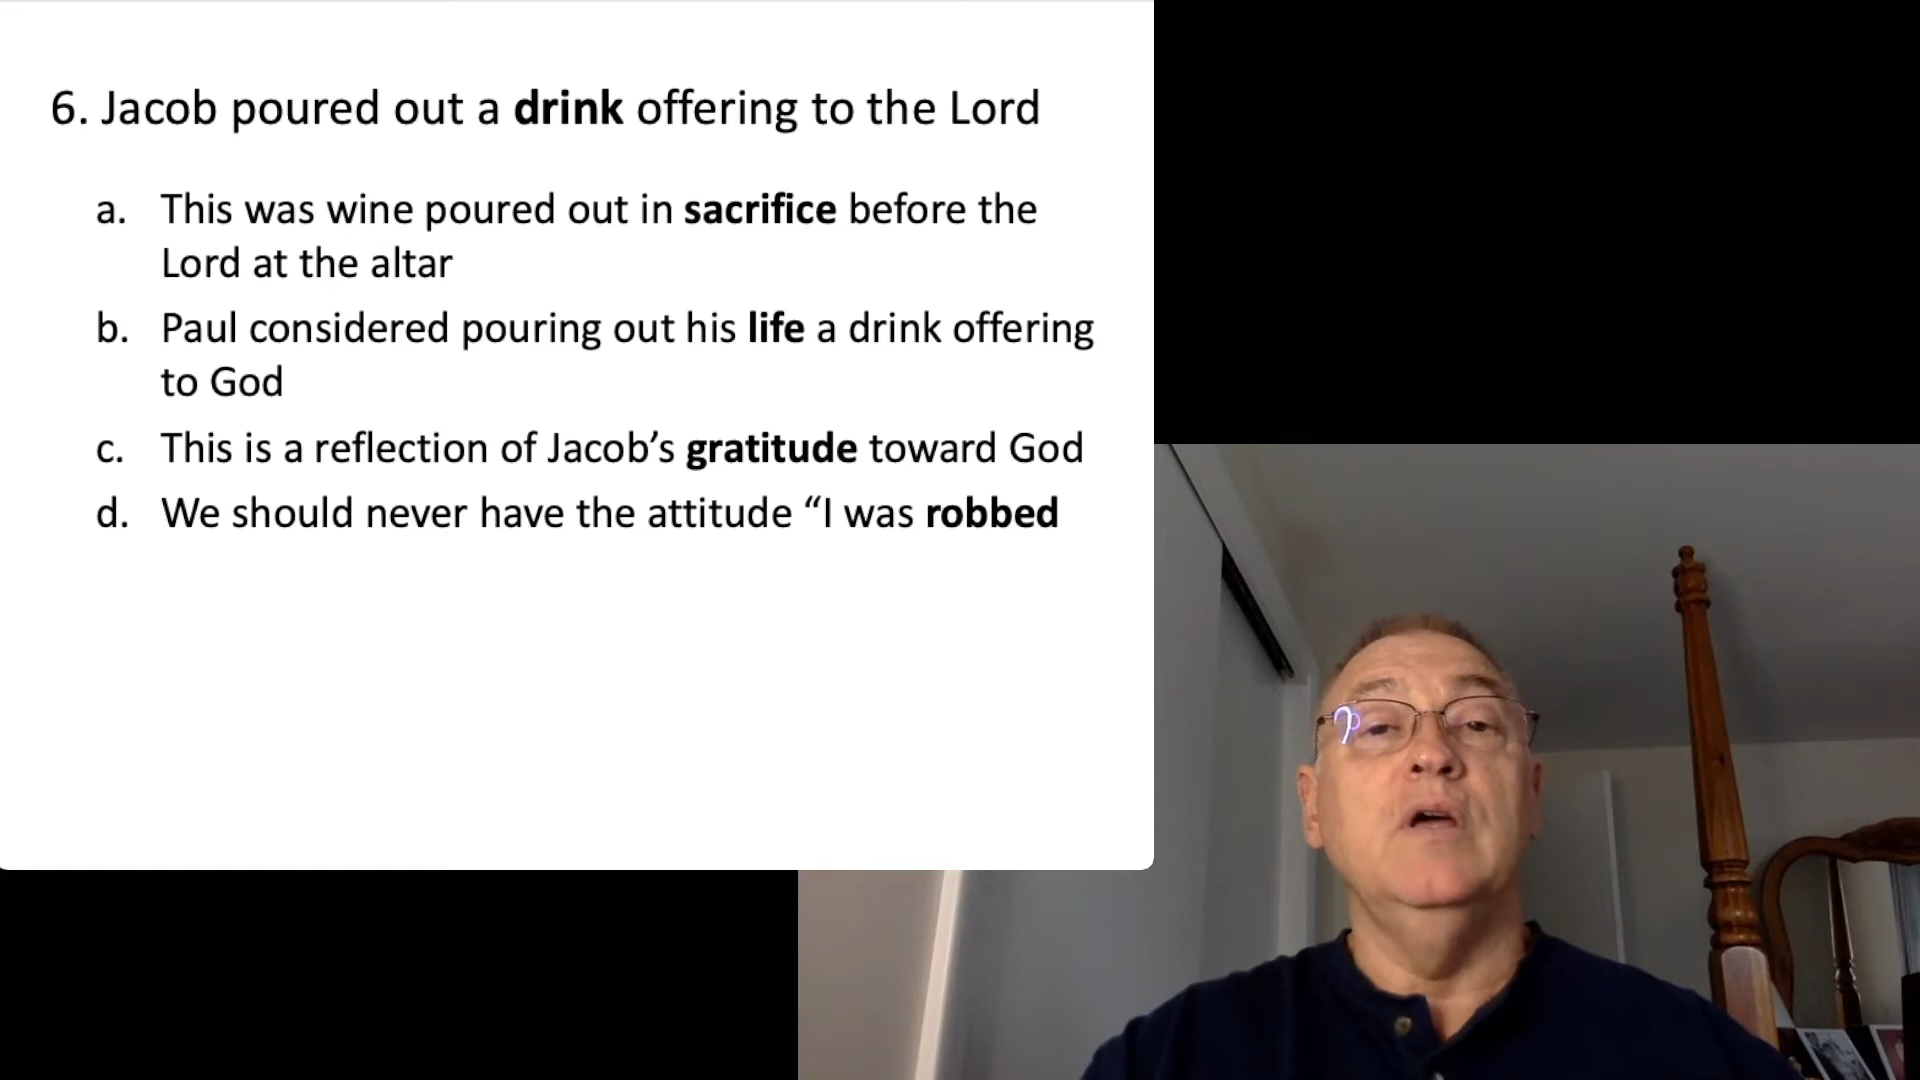 6. Jacob poured out a drink offering to the Lord
a. This was wine poured out in sacrifice before the
Lord at the altar
b. Paul considered pouring out his life a drink offering
to God
c. This is a reflection of Jacob’s gratitude toward God
d. We should never have the attitude “I was robbed